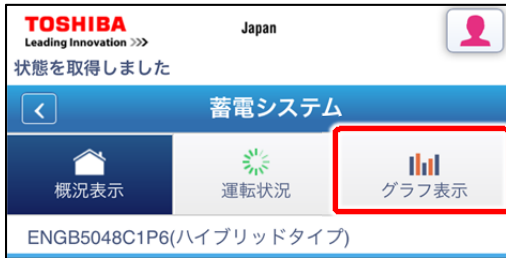 TOSHIBA
Leading Innovation >>>
Japan
状態を取得しました
蓄電システム
概況表示
運転状況
グラフ表示
ENGB5048C1P6(ハイブリッドタイプ)